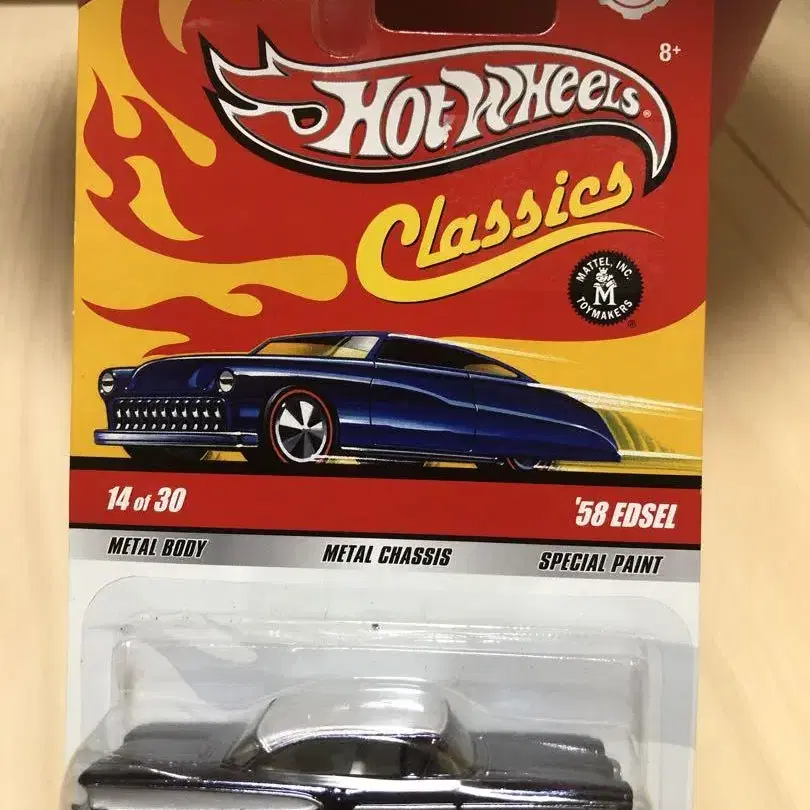 8+
HOT WHEELS®
Classics
MATTEL, INC.
M
TOYMAKERS
®
14 of 30
'58 EDSEL
METAL BODY METAL CHASSIS SPECIAL PAINT